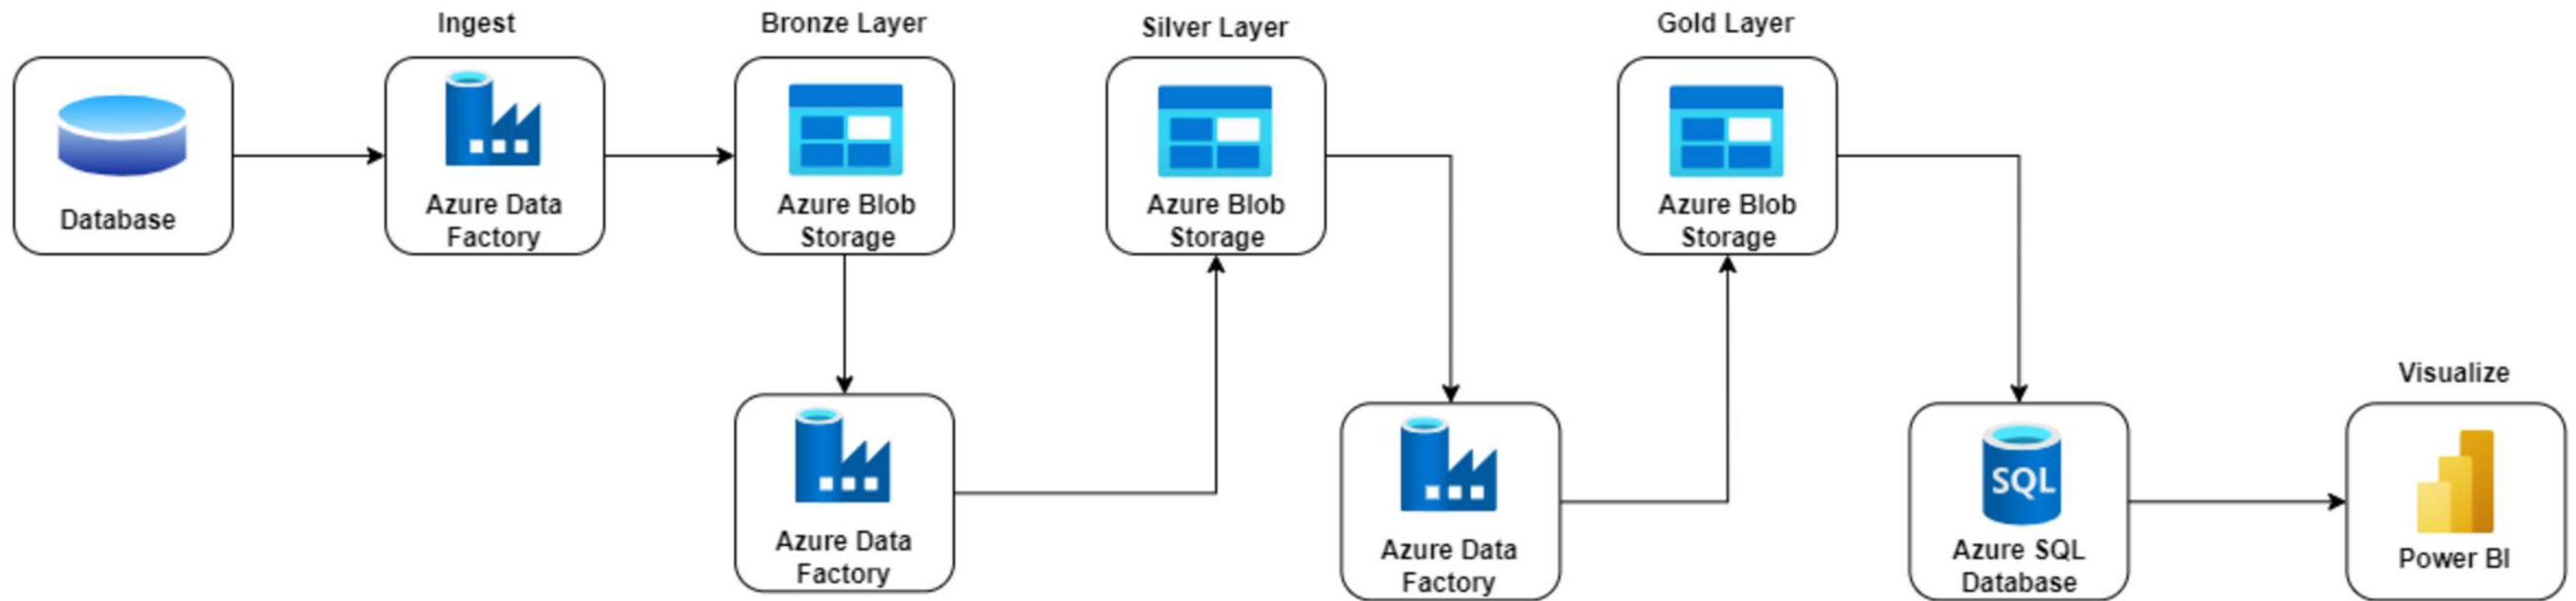 Ingest
Bronze Layer
Silver Layer
Gold Layer
Database
Azure Data
Factory
Azure Blob
Storage
Azure Blob
Storage
Azure Blob
Storage
Azure Data
Factory
Azure Data
Factory
SQL
Azure SQL
Database
Visualize
Power BI